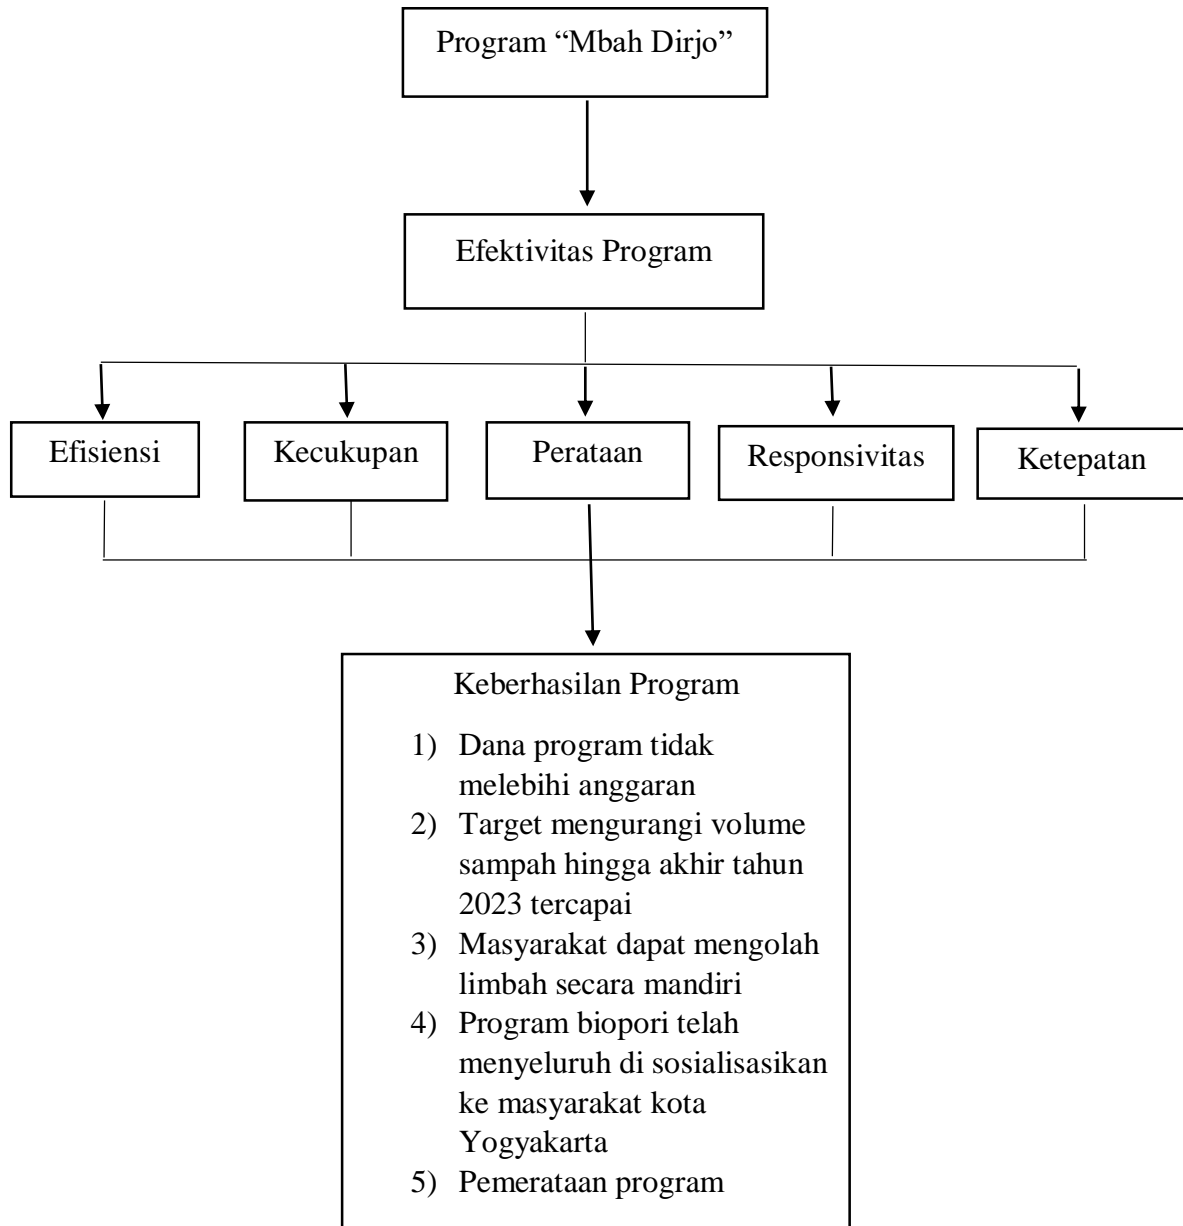 Program “Mbah Dirjo”
Efektivitas Program
Efisiensi
Kecukupan
Perataan
Responsivitas
Ketepatan
Keberhasilan Program
1) Dana program tidak
melebihi anggaran
2) Target mengurangi volume
sampah hingga akhir tahun
2023 tercapai
3) Masyarakat dapat mengolah
limbah secara mandiri
4) Program biopori telah
menyeluruh di sosialisasikan
ke masyarakat kota
Yogyakarta
5) Pemerataan program